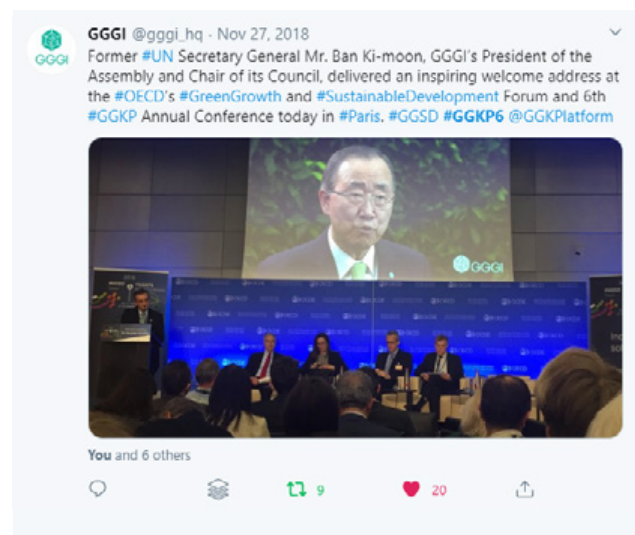 GGGI @gggi_hq · Nov 27, 2018
GGGI
Former #UN Secretary General Mr. Ban Ki-moon, GGGI's President of the
Assembly and Chair of its Council, delivered an inspiring welcome address at
the #OECD's #GreenGrowth and #SustainableDevelopment Forum and 6th
#GGKP Annual Conference today in #Paris. #GGSD #GGKP6 @GGKPlatform
GGGI
You and 6 others
9
20